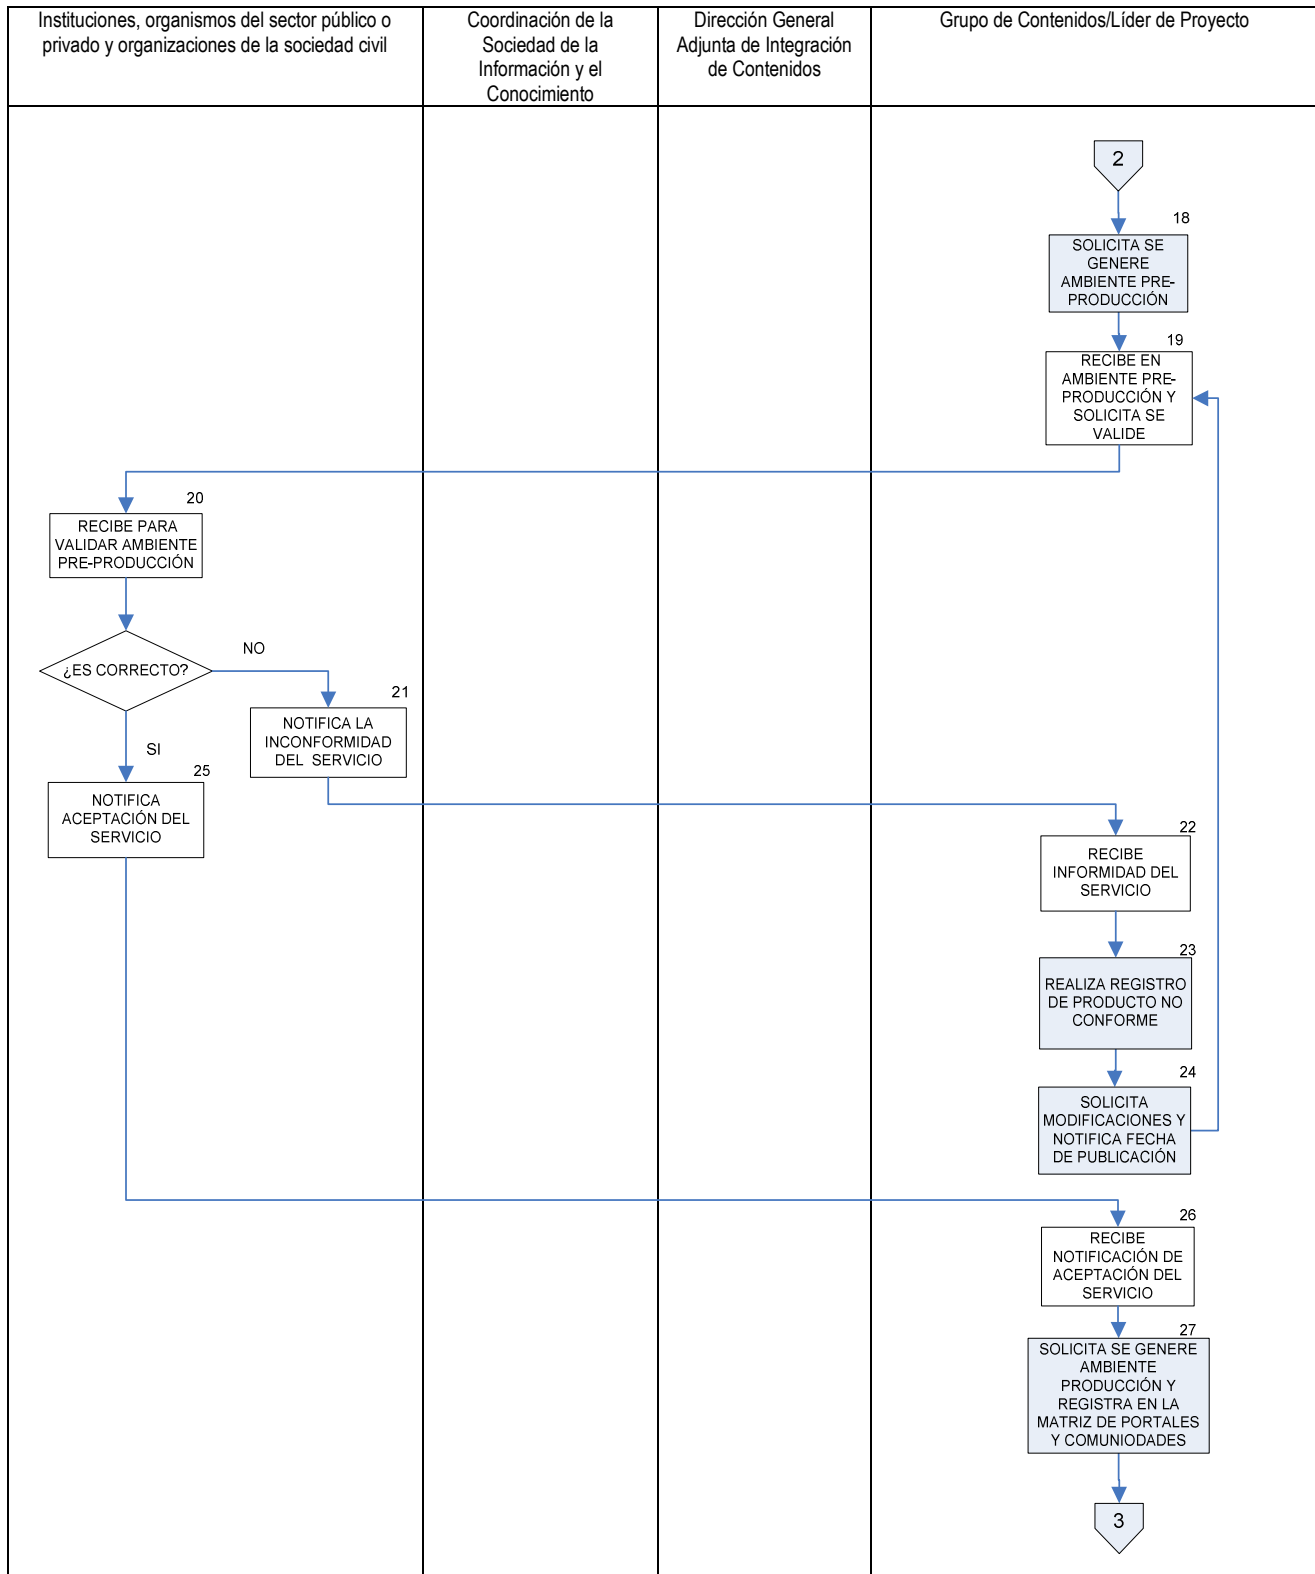 Instituciones, organismos del sector público o
privado y organizaciones de la sociedad civil
Coordinación de la
Sociedad de la
Información y el
Conocimiento
Dirección General
Adjunta de Integración
de Contenidos
Grupo de Contenidos/Líder de Proyecto
2
18
SOLICITA SE
GENERE
AMBIENTE PRE-
PRODUCCIÓN
19
RECIBE EN
AMBIENTE PRE-
PRODUCCIÓN Y
SOLICITA SE
VALIDE
20
RECIBE PARA
VALIDAR AMBIENTE
PRE-PRODUCCIÓN
¿ES CORRECTO?
NO
21
NOTIFICA LA
INCONFORMIDAD
DEL SERVICIO
SI
25
NOTIFICA
ACEPTACIÓN DEL
SERVICIO
22
RECIBE
INFORMIDAD DEL
SERVICIO
23
REALIZA REGISTRO
DE PRODUCTO NO
CONFORME
24
SOLICITA
MODIFICACIONES Y
NOTIFICA FECHA
DE PUBLICACIÓN
26
RECIBE
NOTIFICACIÓN DE
ACEPTACIÓN DEL
SERVICIO
27
SOLICITA SE GENERE
AMBIENTE
PRODUCCIÓN Y
REGISTRA EN LA
MATRIZ DE PORTALES
Y COMUNIODADES
3